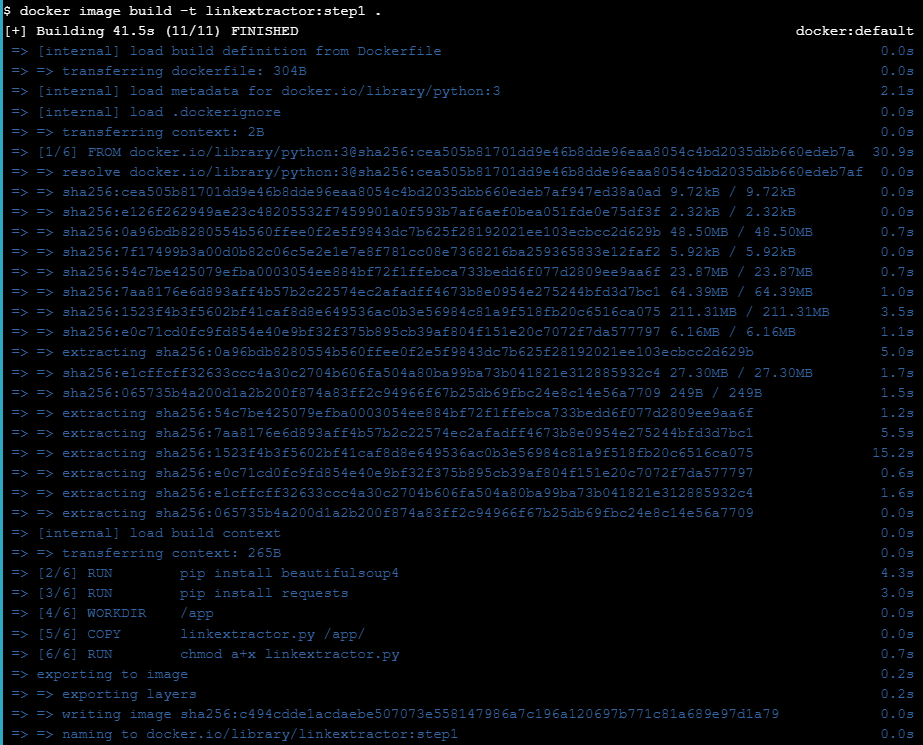 $ docker image build -t linkextractor:step1 .
[+] Building 41.5s (11/11) FINISHED docker:default
=> [internal] load build definition from Dockerfile 0.0s
=> => transferring dockerfile: 304B 0.0s
=> [internal] load metadata for docker.io/library/python:3 2.1s
=> [internal] load .dockerignore 0.0s
=> => transferring context: 2B 0.0s
=> [1/6] FROM docker.io/library/python:3@sha256:cea505b81701dd9e46b8dde96eaa8054c4bd2035dbb660edeb7a 30.9s
=> => resolve docker.io/library/python:3@sha256:cea505b81701dd9e46b8dde96eaa8054c4bd2035dbb660edeb7af 0.0s
=> => sha256:cea505b81701dd9e46b8dde96eaa8054c4bd2035dbb660edeb7af947ed38a0ad 9.72kB / 9.72kB 0.0s
=> => sha256:e126f262949ae23c48205532f7459901a0f593b7af6aef0bea051fde0e75df3f 2.32kB / 2.32kB 0.0s
=> => sha256:0a96bdb8280554b560ffee0f2e5f9843dc7b625f28192021ee103ecbcc2d629b 48.50MB / 48.50MB 0.7s
=> => sha256:7f17499b3a00d0b82c06c5e2e1e7e8f781cc08e7368216ba259365833e12faf2 5.92kB / 5.92kB 0.0s
=> => sha256:54c7be425079efba0003054ee884bf72f1ffebca733bedd6f077d2809ee9aa6f 23.87MB / 23.87MB 0.7s
=> => sha256:7aa8176e6d893aff4b57b2c22574ec2afadff4673b8e0954e275244bfd3d7bc1 64.39MB / 64.39MB 1.0s
=> => sha256:1523f4b3f5602bf41caf8d8e649536ac0b3e56984c81a9f518fb20c6516ca075 211.31MB / 211.31MB 3.5s
=> => sha256:e0c71cd0fc9fd854e40e9bf32f375b895cb39af804f151e20c7072f7da577797 6.16MB / 6.16MB 1.1s
=> => extracting sha256:0a96bdb8280554b560ffee0f2e5f9843dc7b625f28192021ee103ecbcc2d629b 5.0s
=> => sha256:e1cffcff32633ccc4a30c2704b606fa504a80ba99ba73b041821e312885932c4 27.30MB / 27.30MB 1.7s
=> => sha256:065735b4a200d1a2b200f874a83ff2c94966f67b25db69fbc24e8c14e56a7709 249B / 249B 1.5s
=> => extracting sha256:54c7be425079efba0003054ee884bf72f1ffebca733bedd6f077d2809ee9aa6f 1.2s
=> => extracting sha256:7aa8176e6d893aff4b57b2c22574ec2afadff4673b8e0954e275244bfd3d7bc1 5.5s
=> => extracting sha256:1523f4b3f5602bf41caf8d8e649536ac0b3e56984c81a9f518fb20c6516ca075 15.2s
=> => extracting sha256:e0c71cd0fc9fd854e40e9bf32f375b895cb39af804f151e20c7072f7da577797 0.6s
=> => extracting sha256:e1cffcff32633ccc4a30c2704b606fa504a80ba99ba73b041821e312885932c4 1.6s
=> => extracting sha256:065735b4a200d1a2b200f874a83ff2c94966f67b25db69fbc24e8c14e56a7709 0.0s
=> [internal] load build context 0.0s
=> => transferring context: 265B 0.0s
=> [2/6] RUN pip install beautifulsoup4 4.3s
=> [3/6] RUN pip install requests 3.0s
=> [4/6] WORKDIR /app 0.0s
=> [5/6] COPY linkextractor.py /app/ 0.0s
=> [6/6] RUN chmod a+x linkextractor.py 0.7s
=> exporting to image 0.2s
=> => exporting layers 0.2s
=> => writing image sha256:c494cdde1acdaebe507073e558147986a7c196a120697b771c81a689e97d1a79 0.0s
=> => naming to docker.io/library/linkextractor:step1 0.0s